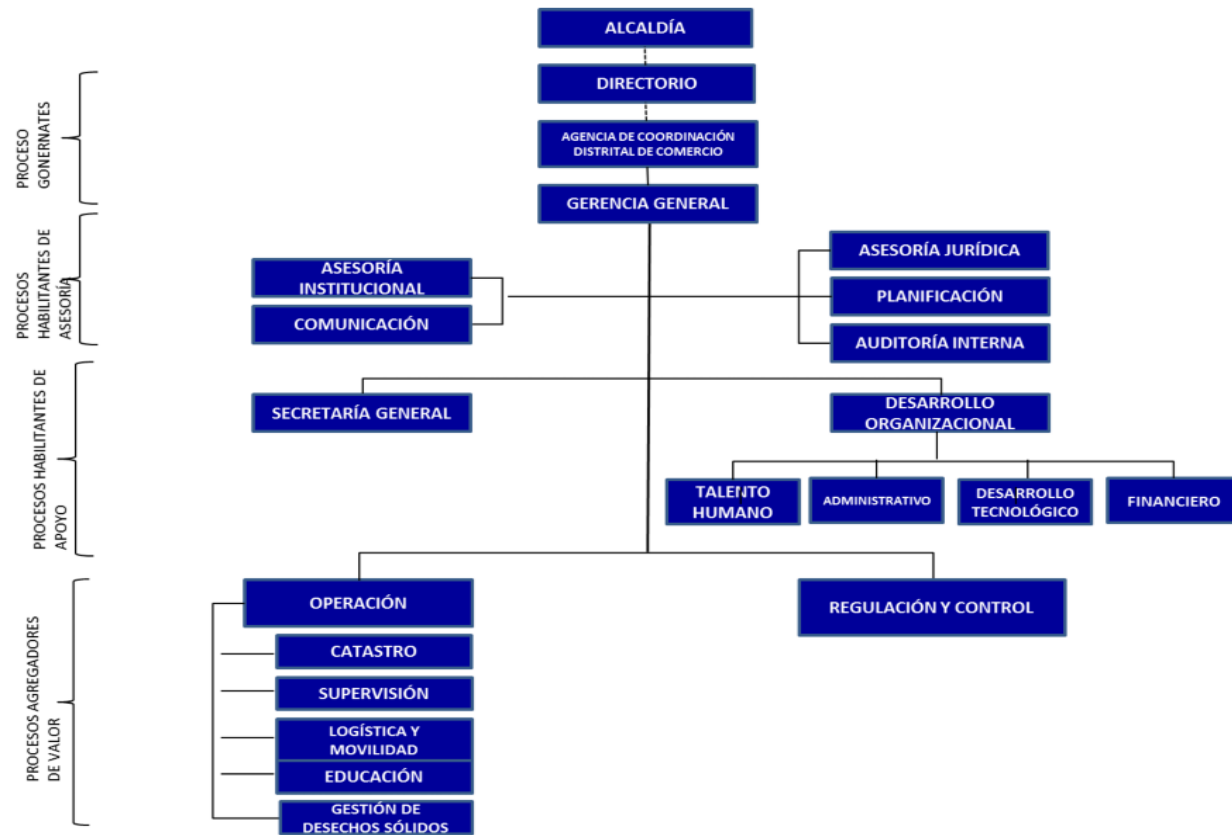 ALCALDÍA
PROCESO
GONERNATES
DIRECTORIO
AGENCIA DE COORDINACIÓN
DISTRITAL DE COMERCIO
GERENCIA GENERAL
PROCESOS
HABILITANTES DE
ASESORÍA
ASESORÍA
INSTITUCIONAL
COMUNICACIÓN
ASESORÍA JURÍDICA
PLANIFICACIÓN
AUDITORÍA INTERNA
PROCESOS HABILITANTES DE
APOYO
SECRETARÍA GENERAL
DESARROLLO
ORGANIZACIONAL
TALENTO
HUMANO
ADMINISTRATIVO
DESARROLLO
TECNOLÓGICO
FINANCIERO
PROCESOS AGREGADORES
DE VALOR
OPERACIÓN
REGULACIÓN Y CONTROL
CATASTRO
SUPERVISIÓN
LOGÍSTICA Y
MOVILIDAD
EDUCACIÓN
GESTIÓN DE
DESECHOS SÓLIDOS